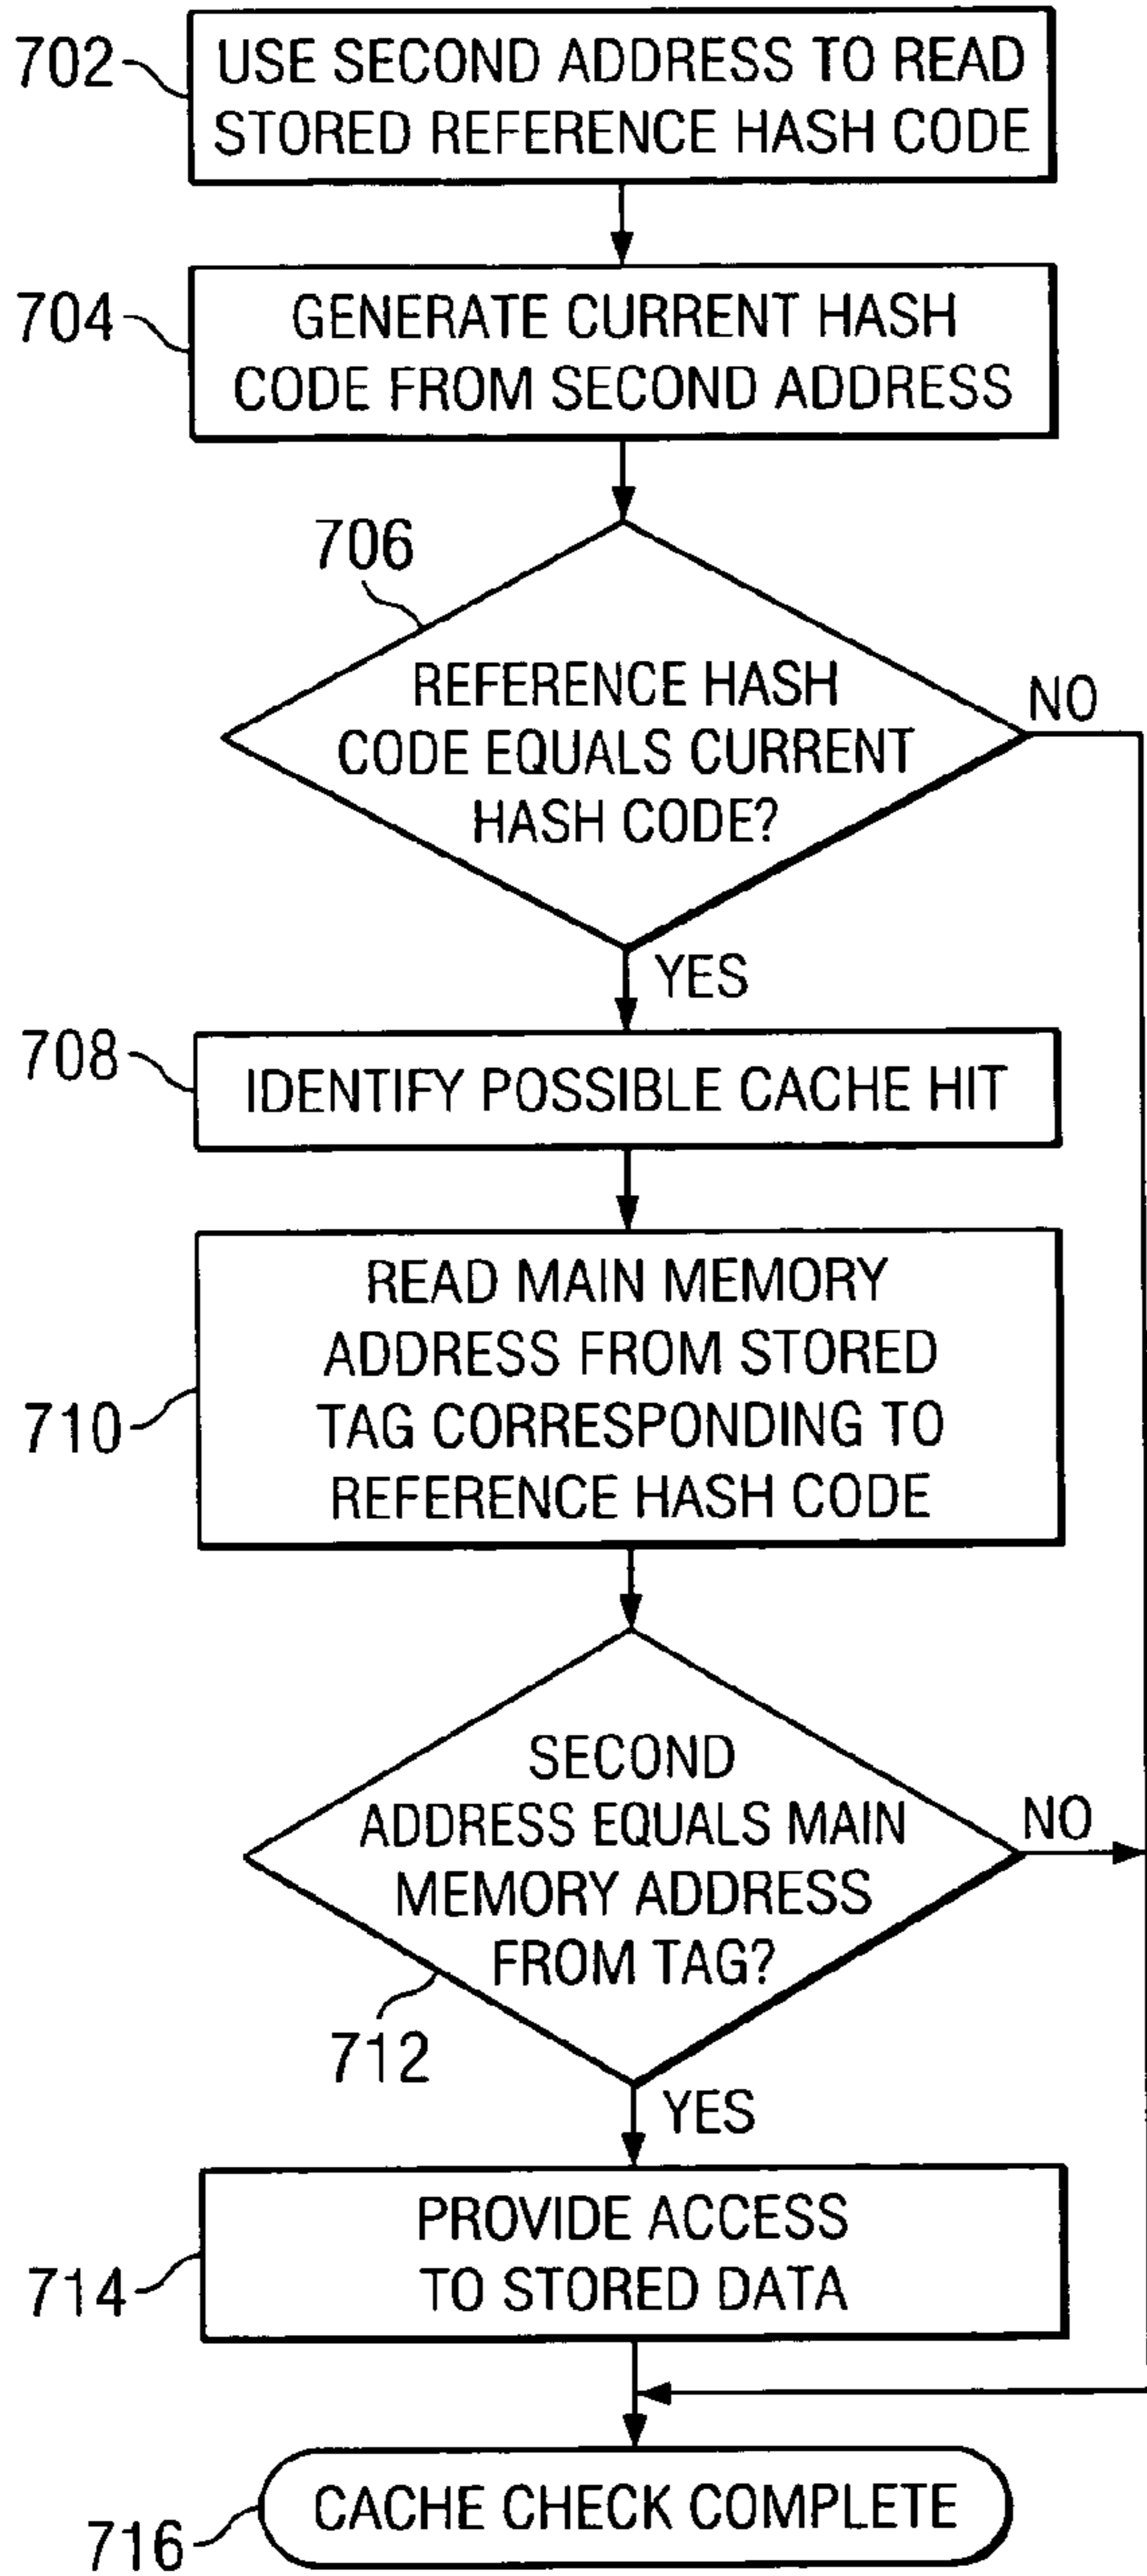 702
USE SECOND ADDRESS TO READ
STORED REFERENCE HASH CODE
704
GENERATE CURRENT HASH
CODE FROM SECOND ADDRESS
706
REFERENCE HASH
CODE EQUALS CURRENT
HASH CODE?
NO
YES
708
IDENTIFY POSSIBLE CACHE HIT
710
READ MAIN MEMORY
ADDRESS FROM STORED
TAG CORRESPONDING TO
REFERENCE HASH CODE
SECOND
ADDRESS EQUALS MAIN
MEMORY ADDRESS
FROM TAG?
NO
712
YES
714
PROVIDE ACCESS
TO STORED DATA
716
CACHE CHECK COMPLETE